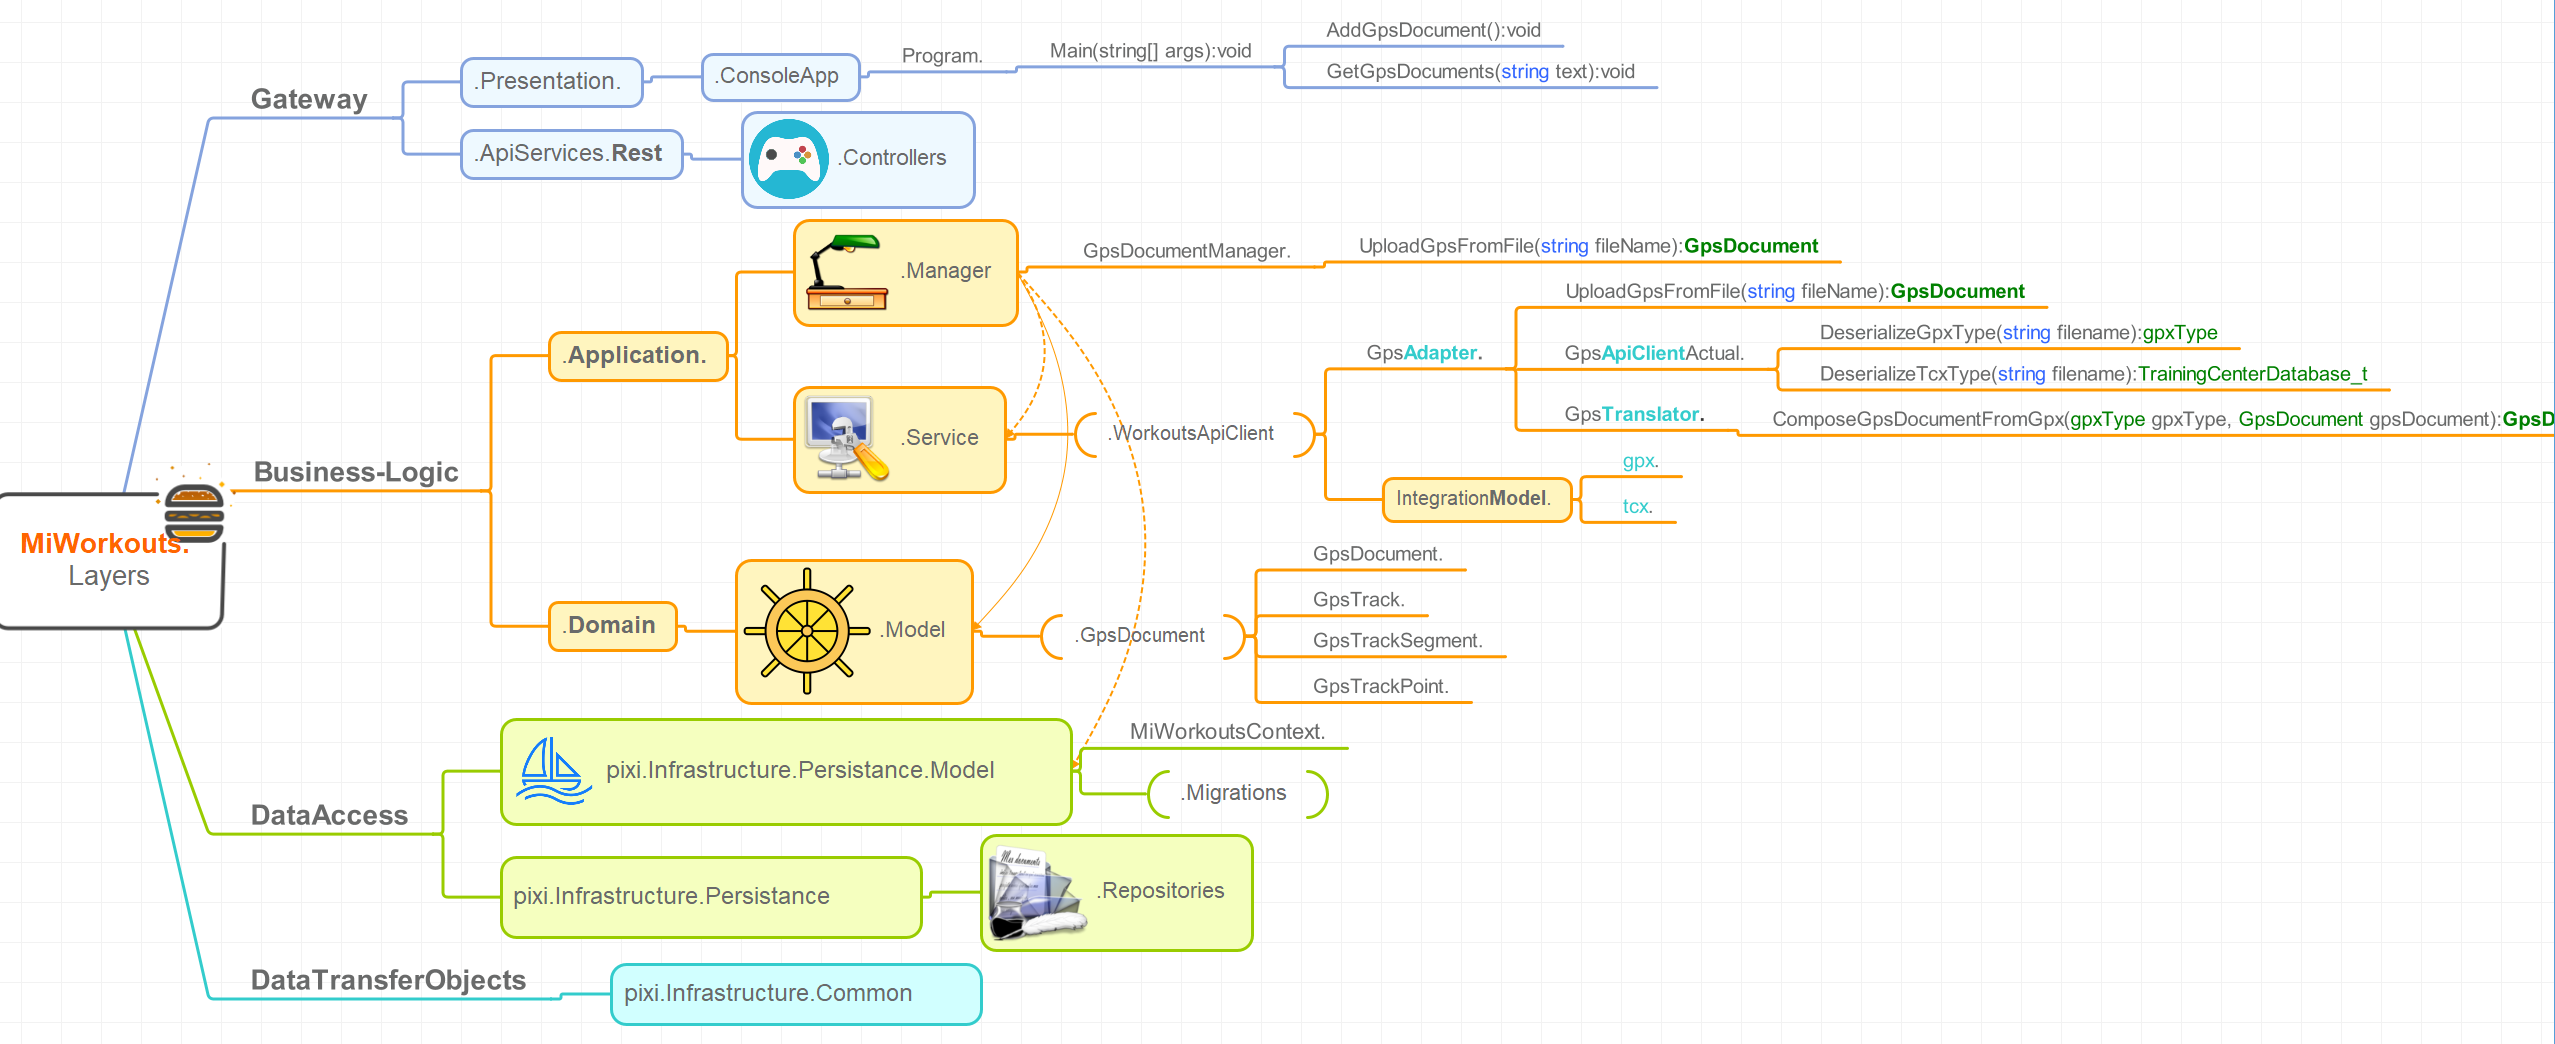 AddGpsDocument():void
Program.
Main(string[] args):void
.ConsoleApp
.Presentation.
GetGpsDocuments(string text):void
Gateway
.ApiServices.Rest
.Controllers
GpsDocumentManager.
UploadGpsFromFile(string fileName):GpsDocument
.Manager
UploadGpsFromFile(string fileName):GpsDocument
DeserializeGpxType(string filename):gpxType
.Application.
GpsAdapter.
GpsApiClientActual.
DeserializeTcxType(string filename):TrainingCenterDatabase_t
GpsTranslator.
ComposeGpsDocumentFromGpx(gpxType gpxType, GpsDocument gpsDocument):GpsD
.Service
.WorkoutsApiClient
gpx.
Business-Logic
IntegrationModel.
tcx.
MiWorkouts.
Layers
GpsDocument.
GpsTrack.
.Domain
.Model
.GpsDocument
GpsTrackSegment.
GpsTrackPoint.
MiWorkoutsContext.
pixi.Infrastructure.Persistance.Model
.Migrations
DataAccess
Mes documents
pixi.Infrastructure.Persistance
.Repositories
DataTransferObjects
pixi.Infrastructure.Common